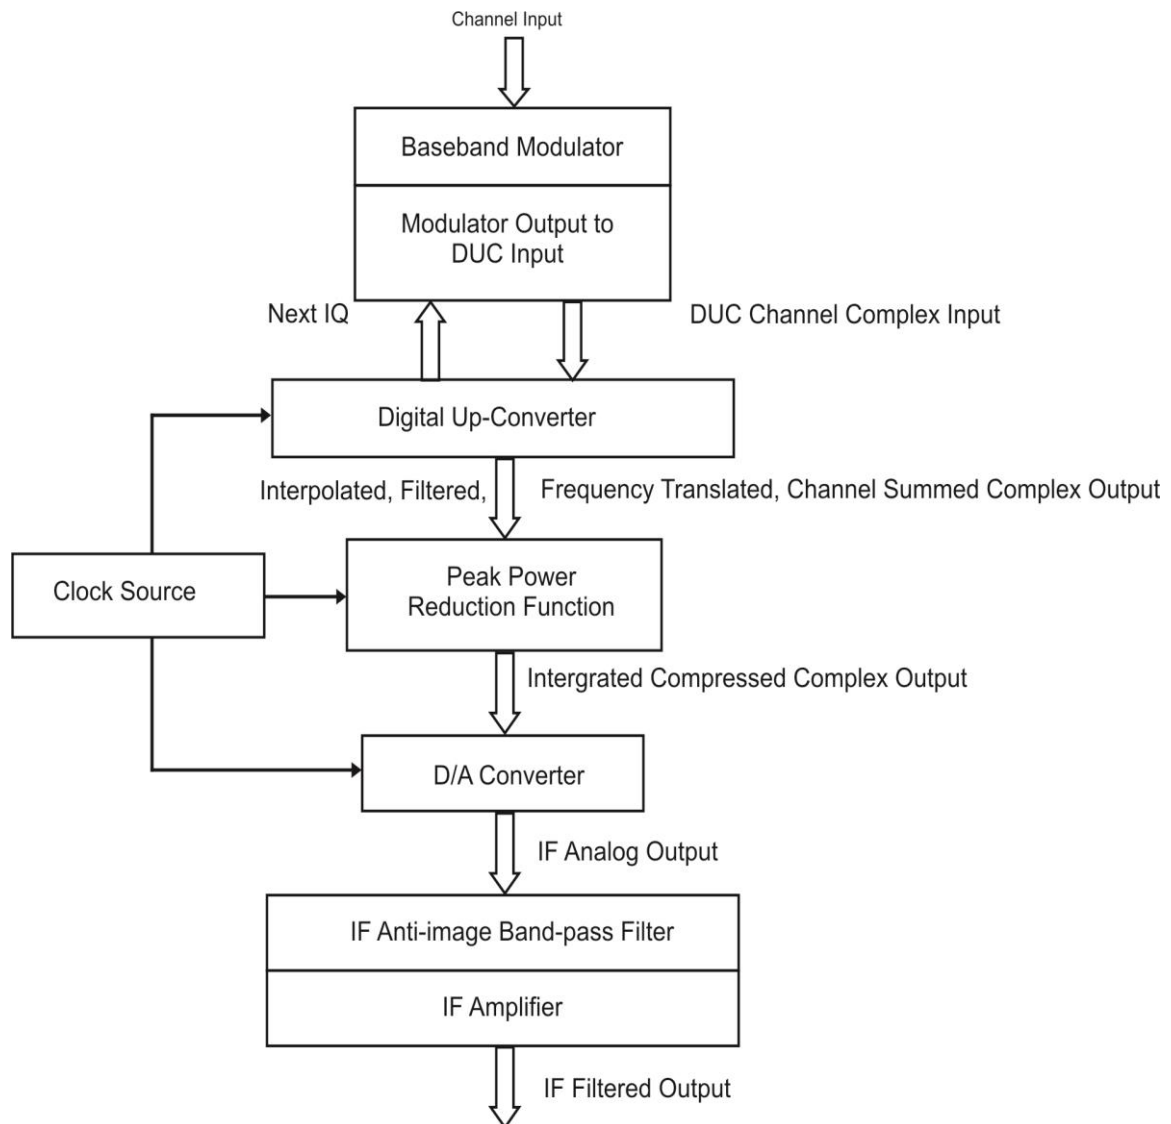 Channel Input
Baseband Modulator
Modulator Output to
DUC Input
Next IQ
DUC Channel Complex Input
Digital Up-Converter
Interpolated, Filtered,
Frequency Translated, Channel Summed Complex Output
Clock Source
Peak Power
Reduction Function
Intergrated Compressed Complex Output
D/A Converter
IF Analog Output
IF Anti-image Band-pass Filter
IF Amplifier
IF Filtered Output